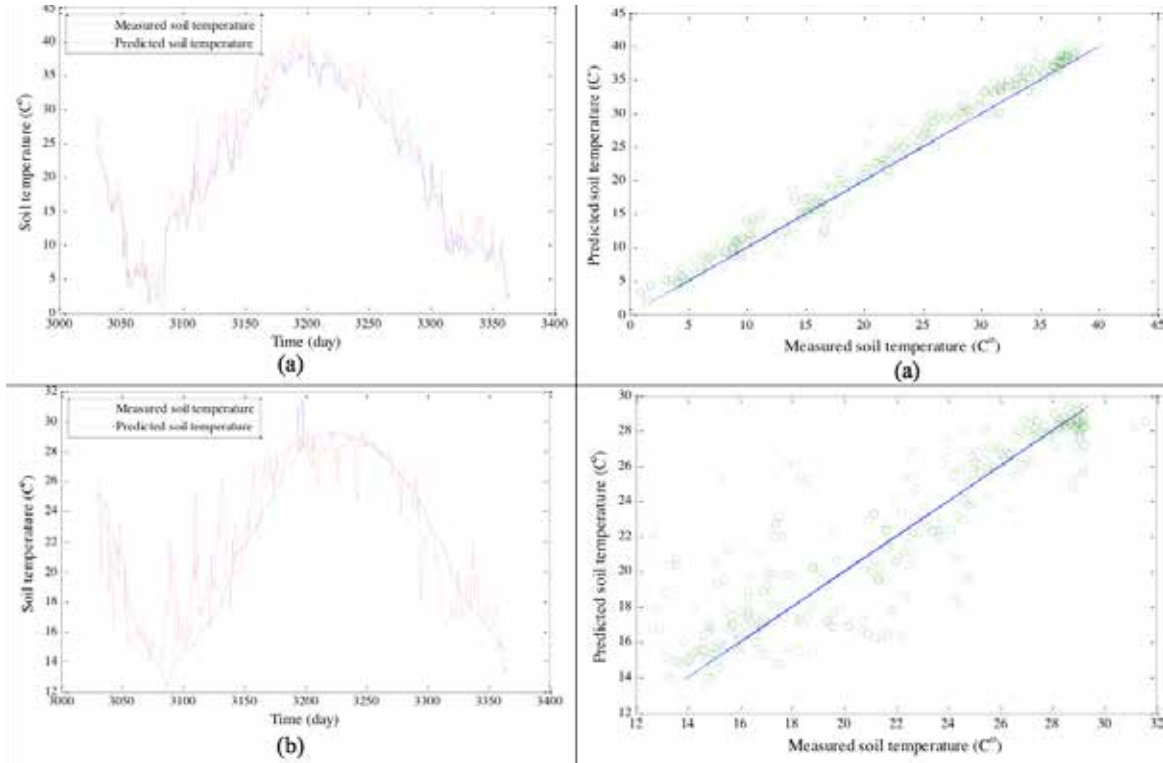 Measured soil temperature
Predicted soil temperature
Soil temperature (C°)
45
40
35
30
25
20
15
10
5
0
3000 3050 3100 3150 3200 3250 3300 3350 3400
Time (day)
(a)
Predicted soil temperature (C°)
45
40
35
30
25
20
15
10
5
0
0 5 10 15 20 25 30 35 40 45
Measured soil temperature (C°)
(a)
Measured soil temperature
Predicted soil temperature
Soil temperature (C°)
32
30
28
26
24
22
20
18
16
14
12
3000 3050 3100 3150 3200 3250 3300 3350 3400
Time (day)
(b)
Predicted soil temperature (C°)
30
28
26
24
22
20
18
16
14
12
12 14 16 18 20 22 24 26 28 30 32
Measured soil temperature (C°)